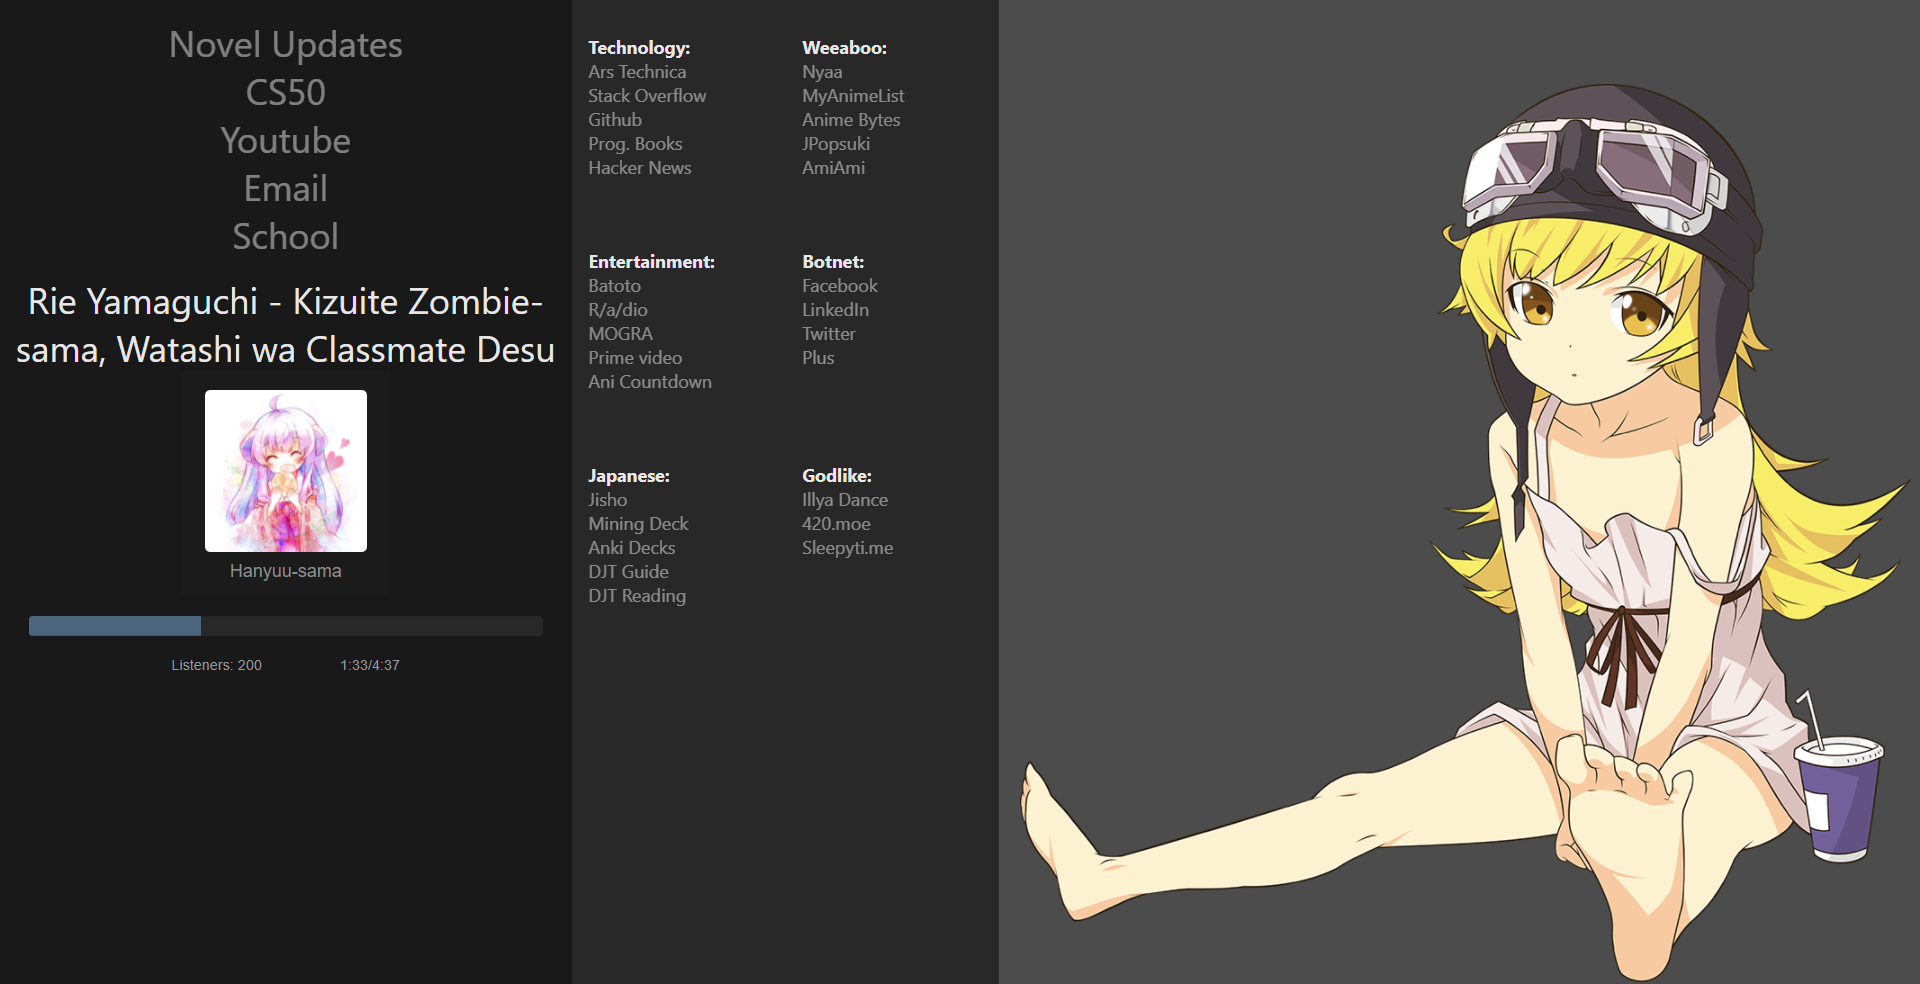 Novel Updates
CS50
Youtube
Email
School
Rie Yamaguchi - Kizuite Zombie-
sama, Watashi wa Classmate Desu
Hanyuu-sama
Listeners: 200
1:33/4:37
Technology:
Ars Technica
Stack Overflow
Github
Prog. Books
Hacker News
Weeaboo:
Nyaa
MyAnimeList
Anime Bytes
JPopsuki
AmiAmi
Entertainment:
Batoto
R/a/dio
MOGRA
Prime video
Ani Countdown
Botnet:
Facebook
LinkedIn
Twitter
Plus
Japanese:
Jisho
Mining Deck
Anki Decks
DJT Guide
DJT Reading
Godlike:
Illya Dance
420.moe
Sleepyti.me